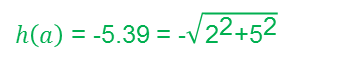 h(a) = -5.39 = -√2²+5²